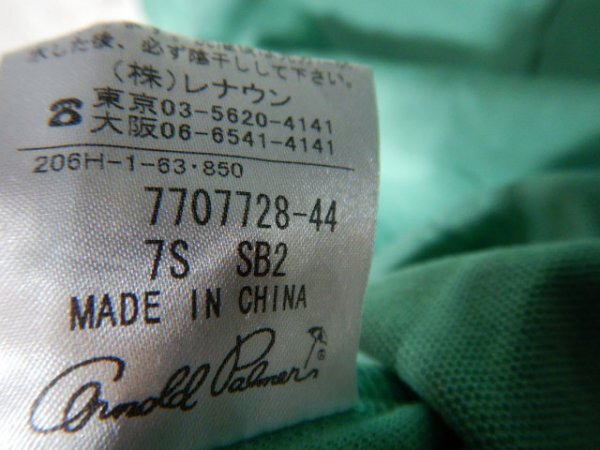 水した後、必ず陰干しして下さい。
(株)レナウン
☎東京03-5620-4141
大阪06-6541-4141
206H-1-63・850
7707728-44
7S SB2
MADE IN CHINA
Arnold Palmer
®